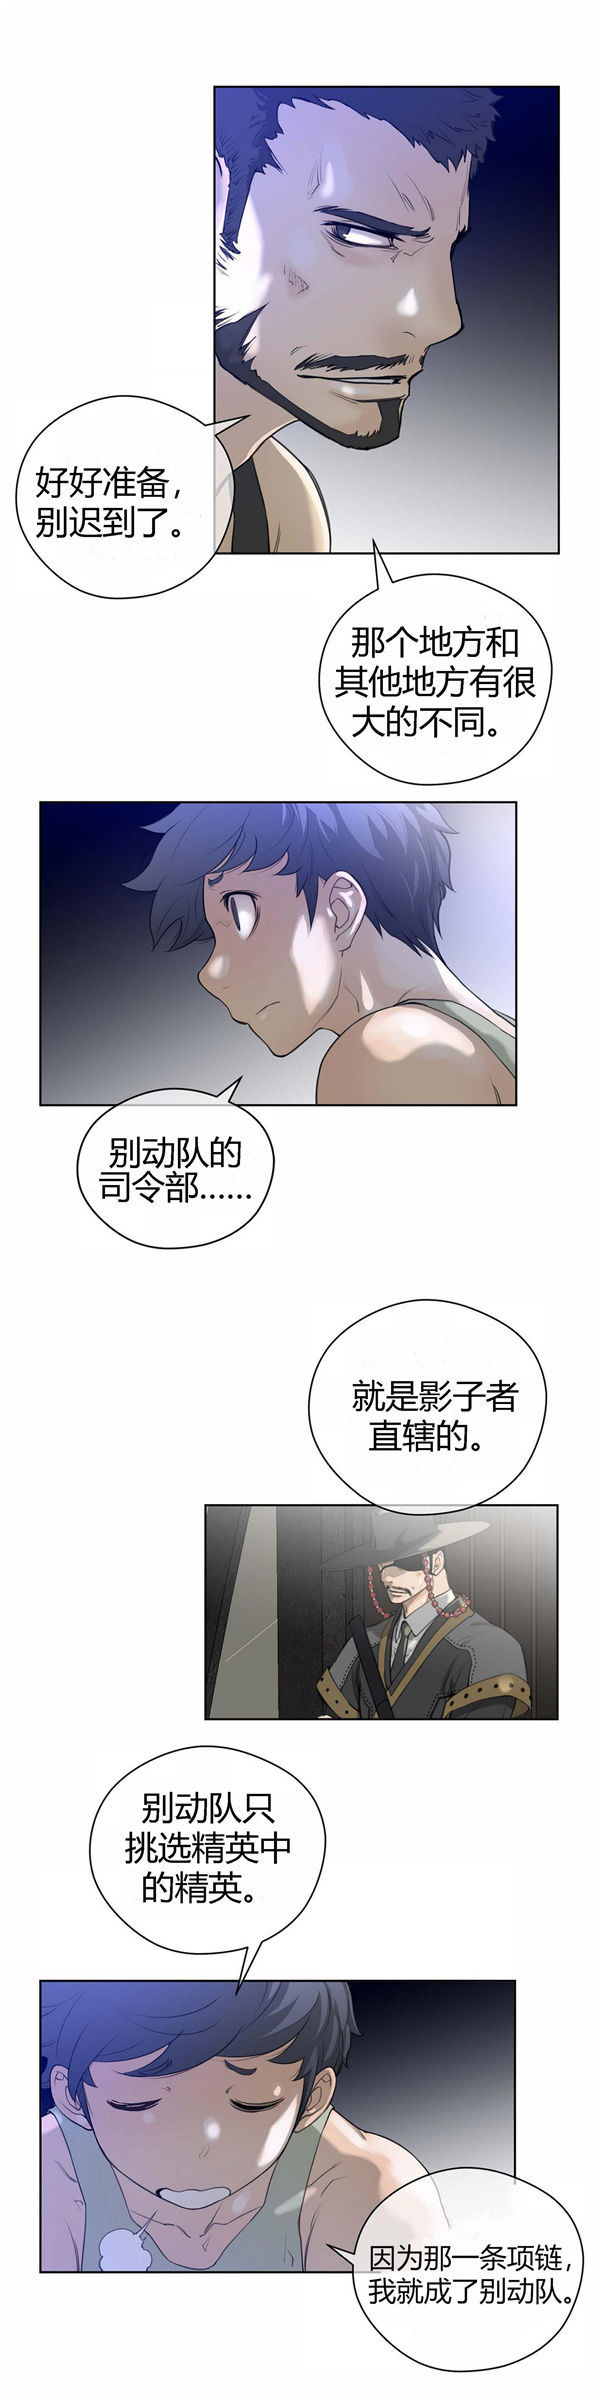 好好准备，
别迟到了。
那个地方和
其他地方有很
大的不同。
别动队的
司令部……
就是影子者
直辖的。
别动队只
挑选精英中
的精英。
因为那一条项链，
我就成了别动队。